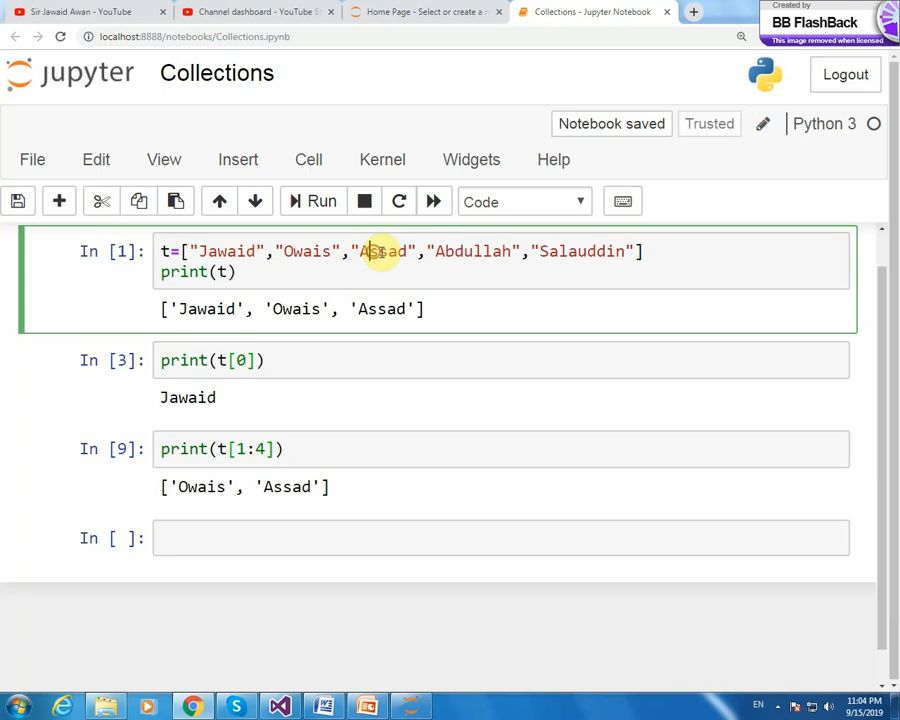 Sir Jawaid Awan - YouTube
Channel dashboard - YouTube S
Home Page - Select or create a n
Collections - Jupyter Notebook
Created by
BB FlashBack
This image removed when licensed
localhost:8888/notebooks/Collections.ipynb
jupyter Collections
Logout
Notebook saved
Trusted
Python 3
File Edit View Insert Cell Kernel Widgets Help
Run
Code
In [1]: t=["Jawaid","Owais","Assad","Abdullah","Salauddin"]
print(t)
['Jawaid', 'Owais', 'Assad']
In [3]: print(t[0])
Jawaid
In [9]: print(t[1:4])
['Owais', 'Assad']
In [ ]:
EN
11:04 PM
9/15/2019